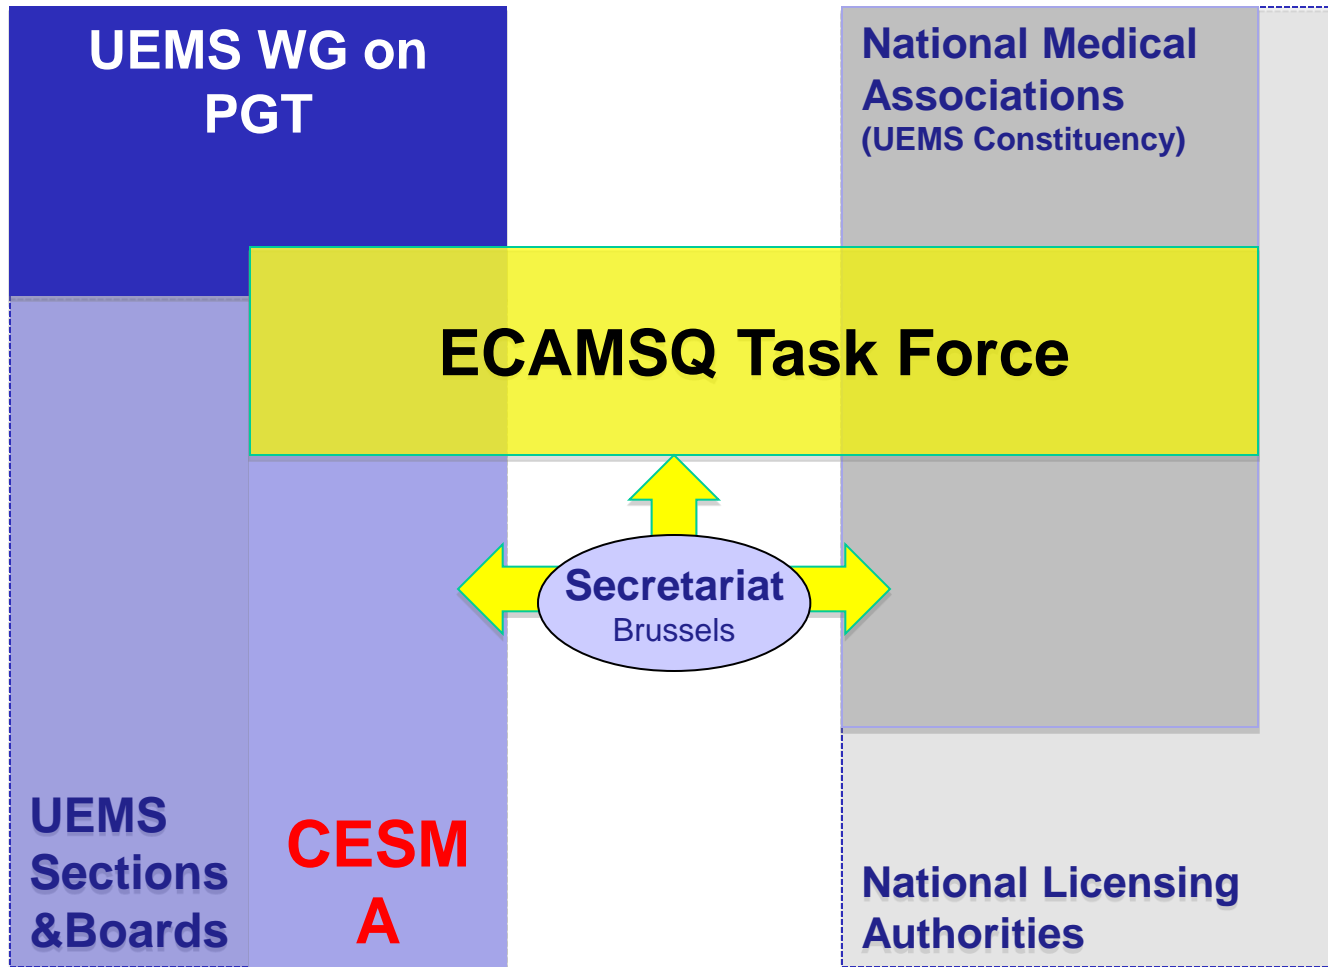 UEMS WG on
PGT
National Medical
Associations
(UEMS Constituency)
ECAMSQ Task Force
Secretariat
Brussels
UEMS
Sections
&Boards
CESM
A
National Licensing
Authorities